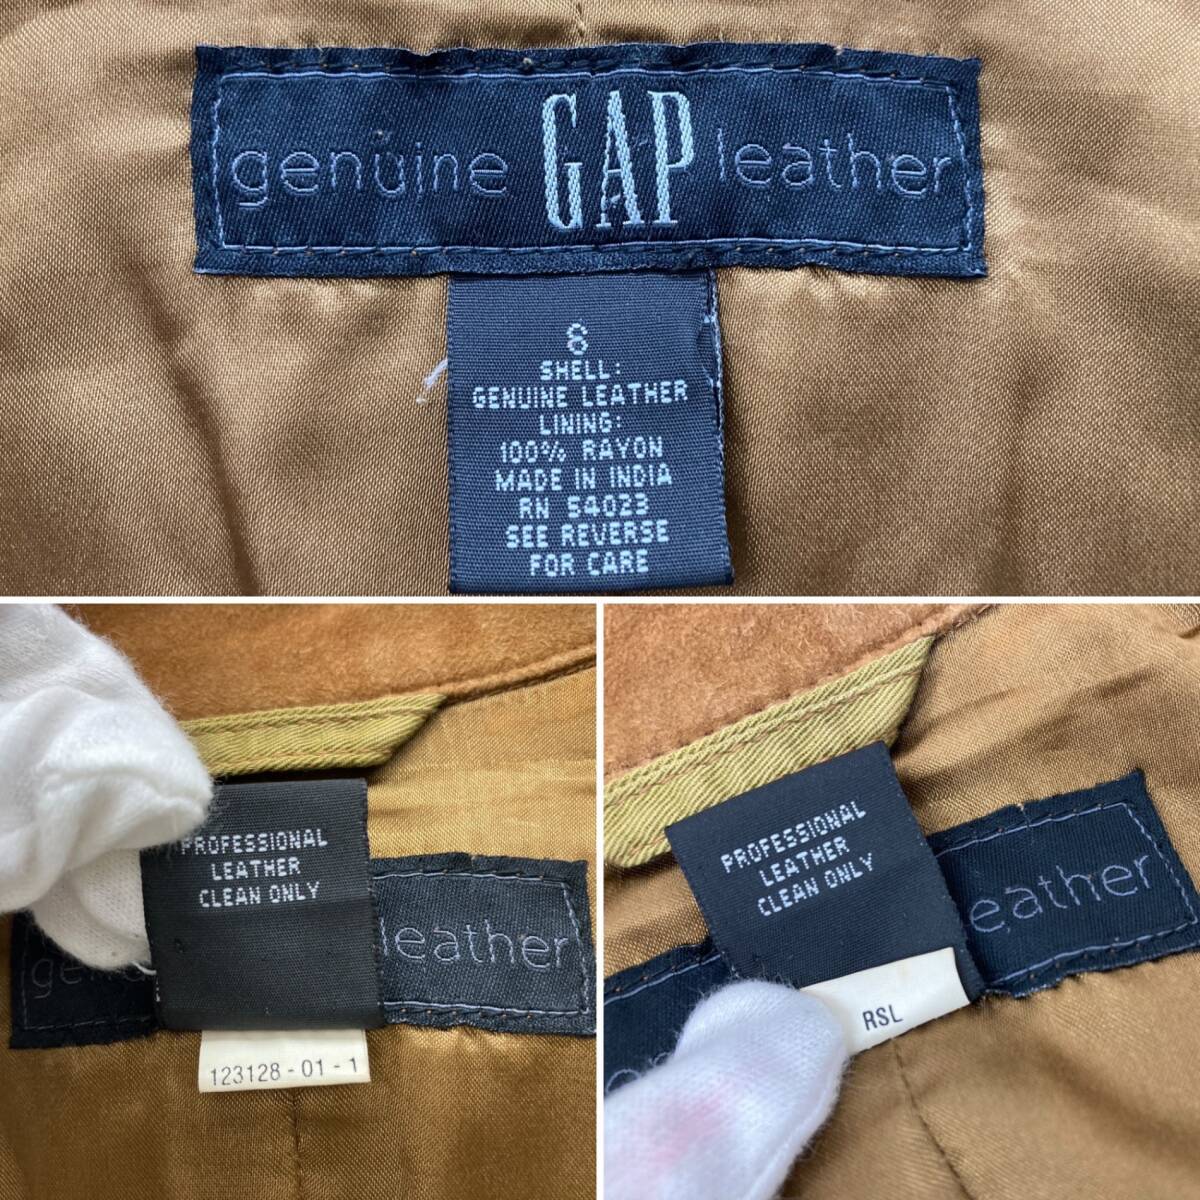 genuine GAP leather
8
SHELL:
GENUINE LEATHER
LINING:
100% RAYON
MADE IN INDIA
RN 54023
SEE REVERSE
FOR CARE
PROFESSIONAL
LEATHER
CLEAN ONLY
leather
123128 - 01 - 1
PROFESSIONAL
LEATHER
CLEAN ONLY
eather
RSL